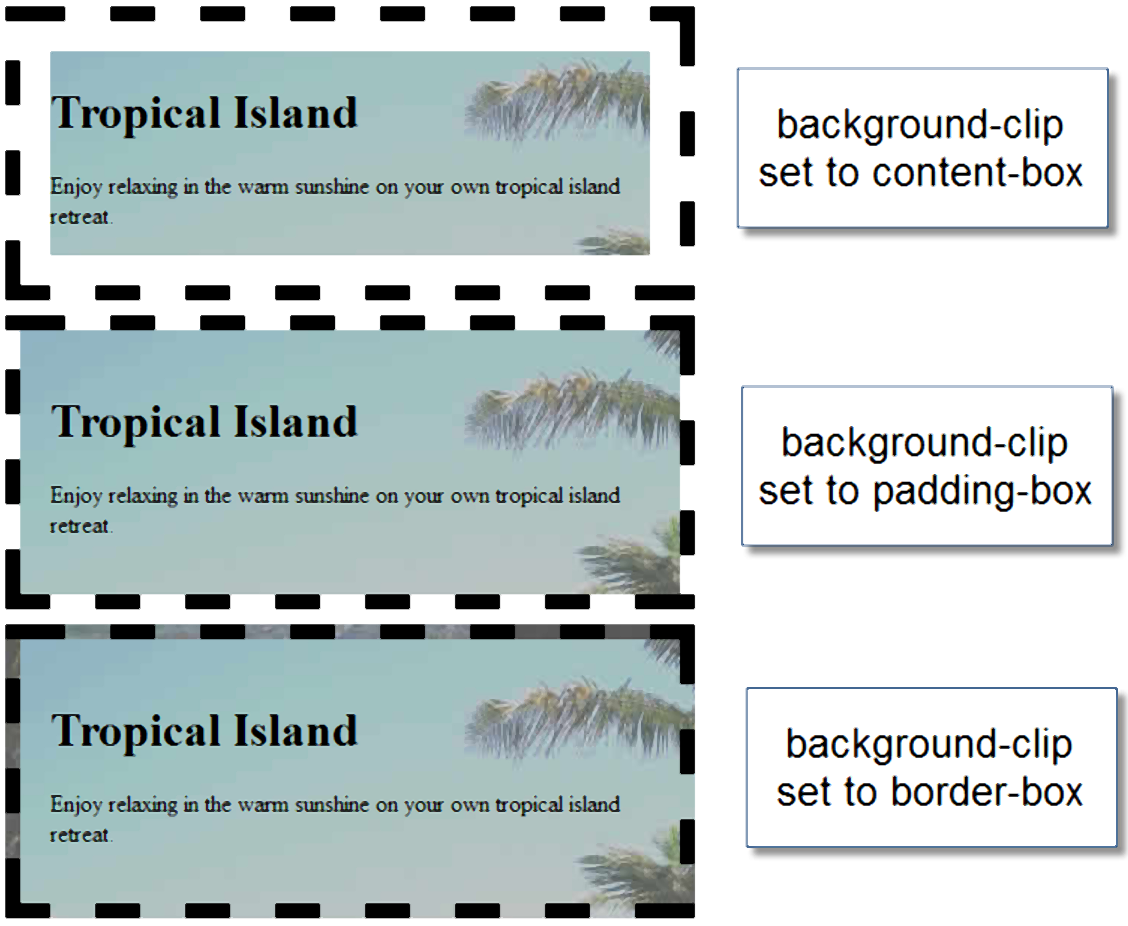 Tropical Island
Enjoy relaxing in the warm sunshine on your own tropical island
retreat.
background-clip
set to content-box
Tropical Island
Enjoy relaxing in the warm sunshine on your own tropical island
retreat.
background-clip
set to padding-box
Tropical Island
Enjoy relaxing in the warm sunshine on your own tropical island
retreat.
background-clip
set to border-box